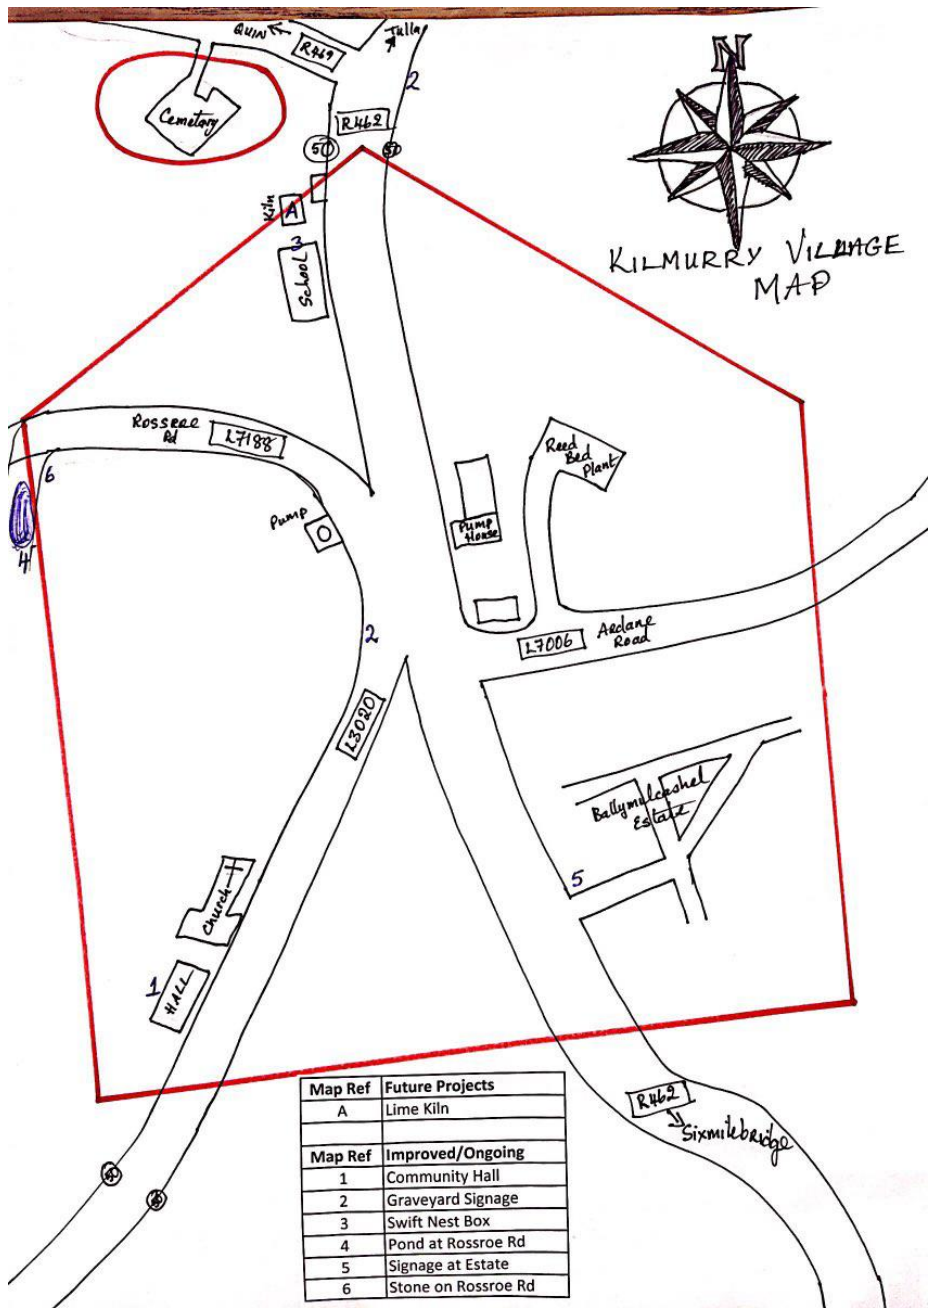 QUIN
R469
Tulla
2
Cemetary
R462
50
50
N
KILMURRY VILLAGE
MAP
Kiln
A
3
School
Rossroe
Rd
L7188
6
4
Pump
Reed
Bed
Plant
Pump
House
2
L7006
Ardane
Road
L3020
Ballymulcashel
Estate
5
Church
1
HALL
R462
Sixmilebridge
50
50
Map Ref Future Projects
A Lime Kiln
Map Ref Improved/Ongoing
1 Community Hall
2 Graveyard Signage
3 Swift Nest Box
4 Pond at Rossroe Rd
5 Signage at Estate
6 Stone on Rossroe Rd